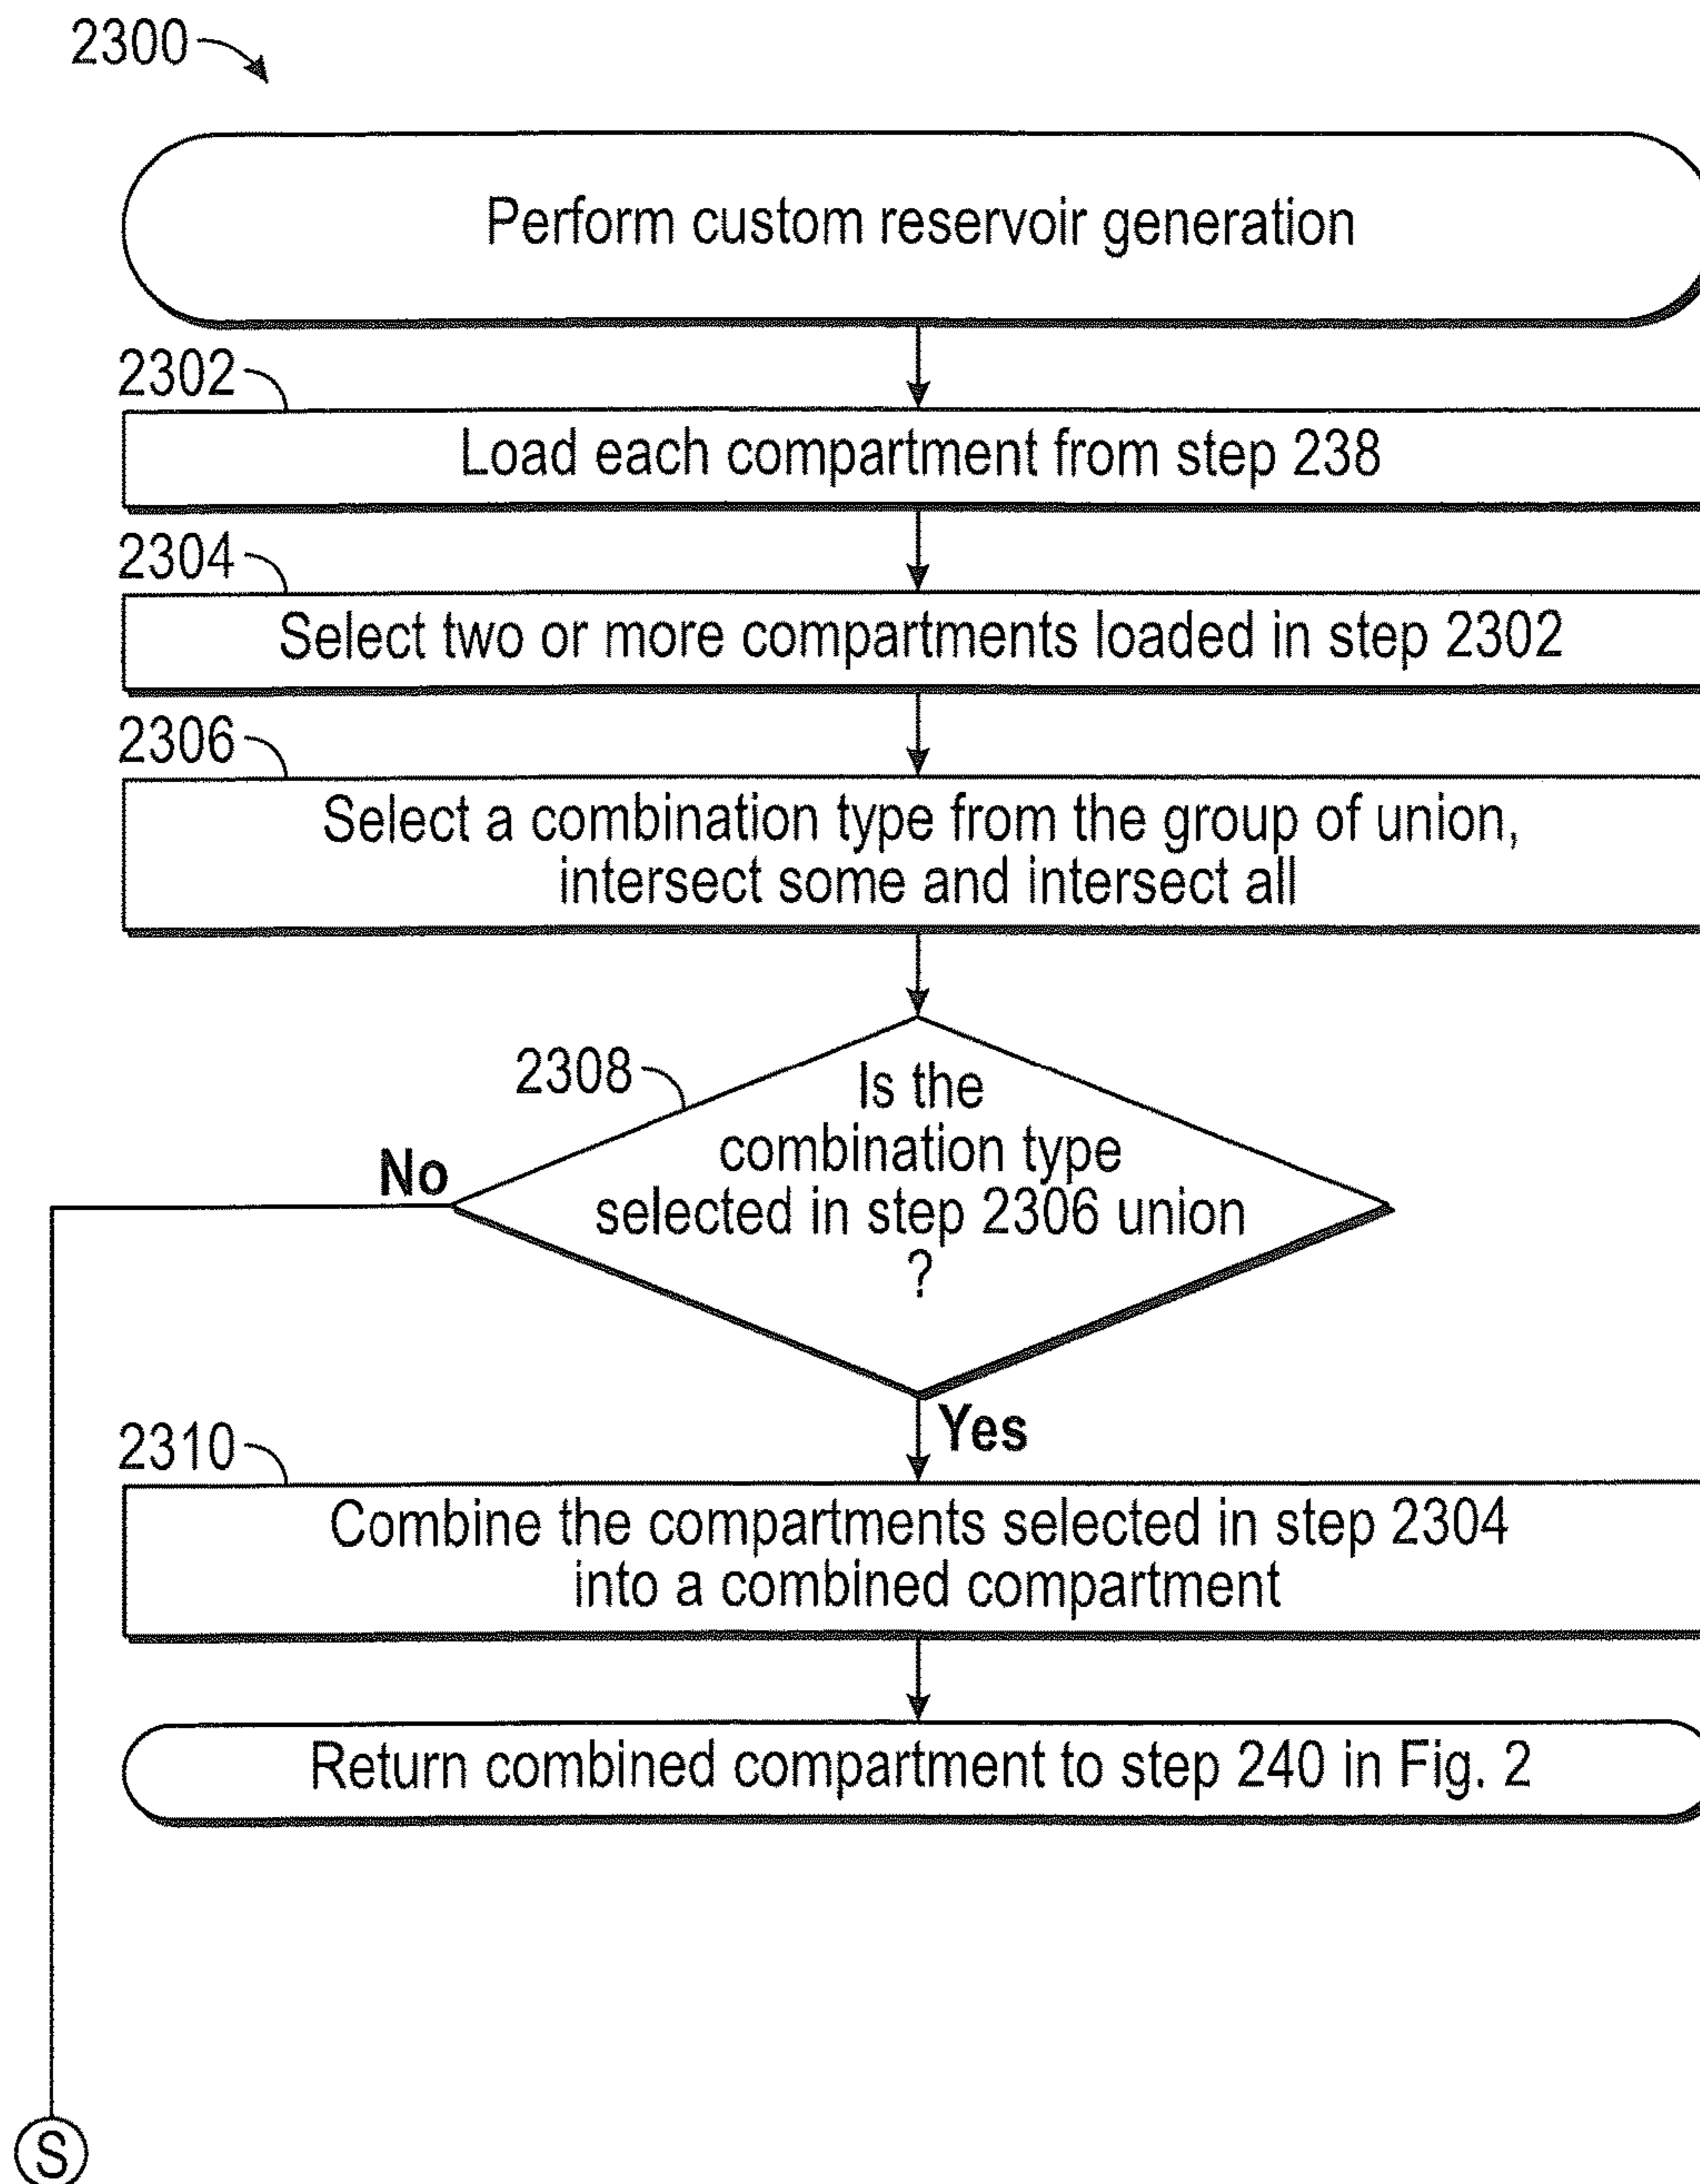 2300
Perform custom reservoir generation
2302
Load each compartment from step 238
2304
Select two or more compartments loaded in step 2302
2306
Select a combination type from the group of union,
intersect some and intersect all
2308
Is the
combination type
selected in step 2306 union
?
No
Yes
2310
Combine the compartments selected in step 2304
into a combined compartment
Return combined compartment to step 240 in Fig. 2
S